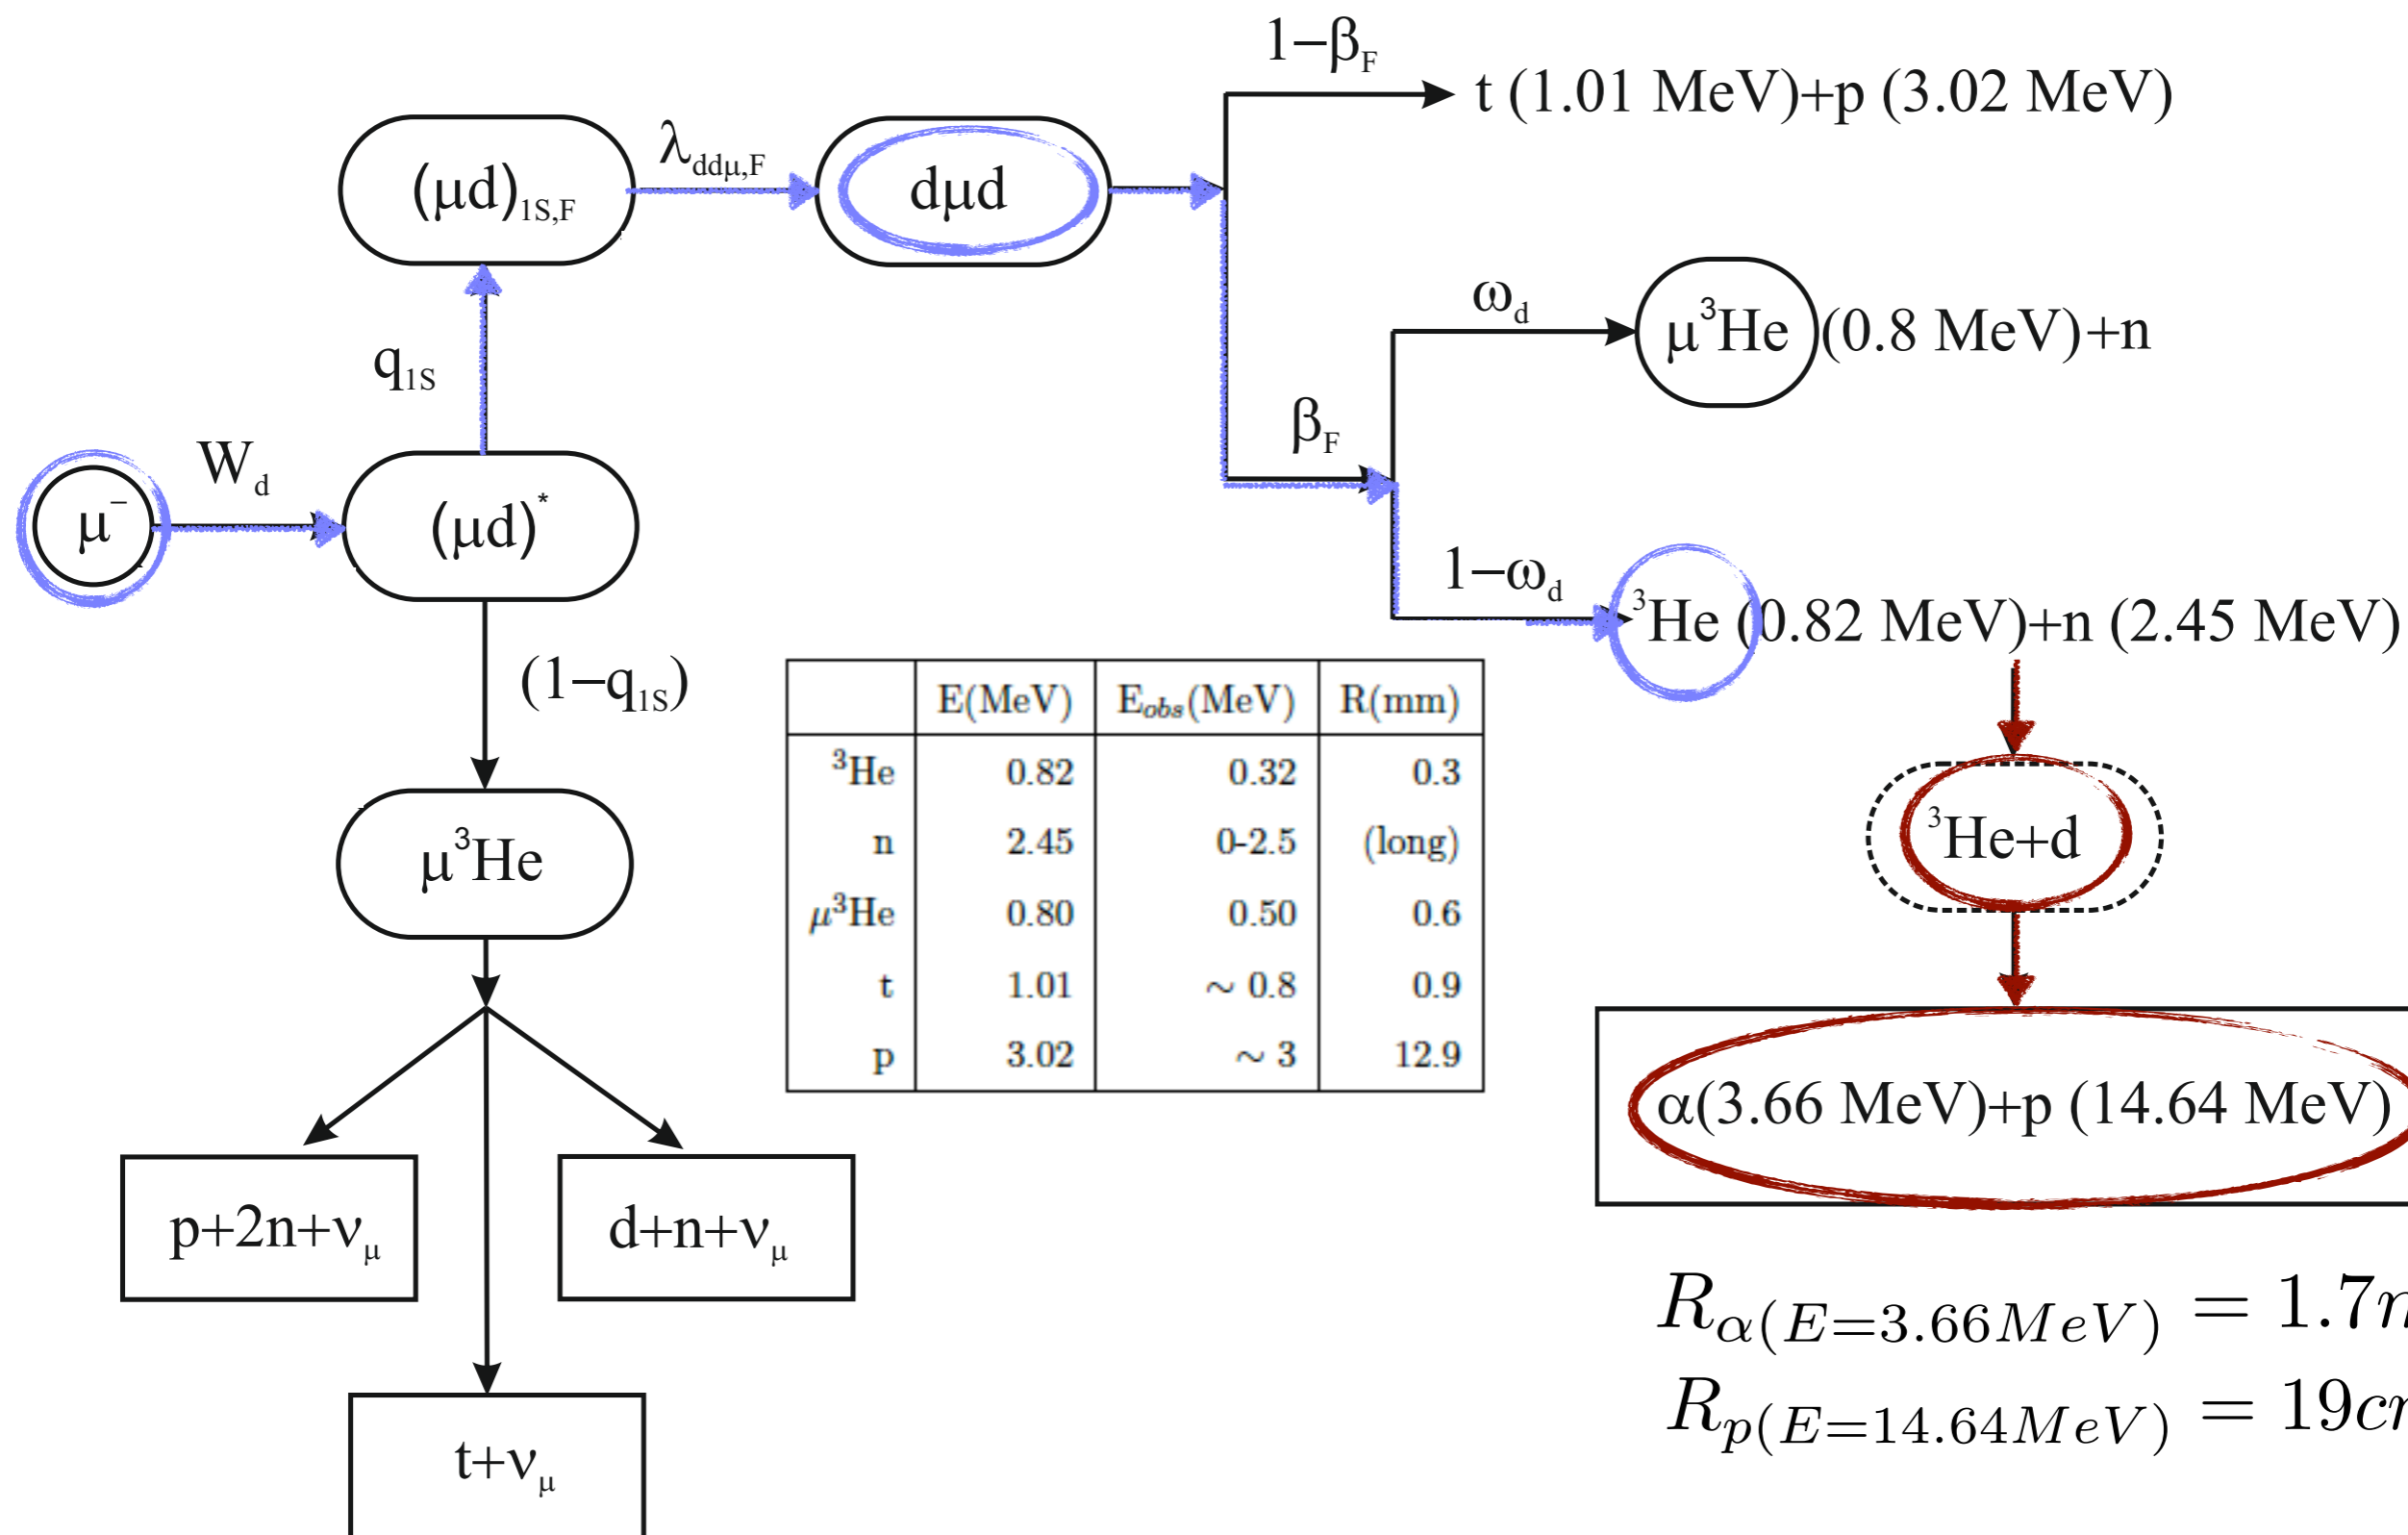 1−β_F
t (1.01 MeV)+p (3.02 MeV)
(μd)_1S,F
λ_ddμ,F
dμd
ω_d
μ³He (0.8 MeV)+n
q_1S
β_F
μ⁻
W_d
(μd)*
1−ω_d
³He (0.82 MeV)+n (2.45 MeV)
(1−q_1S)
E(MeV) E_obs(MeV) R(mm)
³He 0.82 0.32 0.3
n 2.45 0-2.5 (long)
μ³He 0.80 0.50 0.6
t 1.01 ~ 0.8 0.9
p 3.02 ~ 3 12.9
³He+d
μ³He
α(3.66 MeV)+p (14.64 MeV)
p+2n+ν_μ
d+n+ν_μ
t+ν_μ
R_α(E=3.66MeV) = 1.7
R_p(E=14.64MeV) = 19